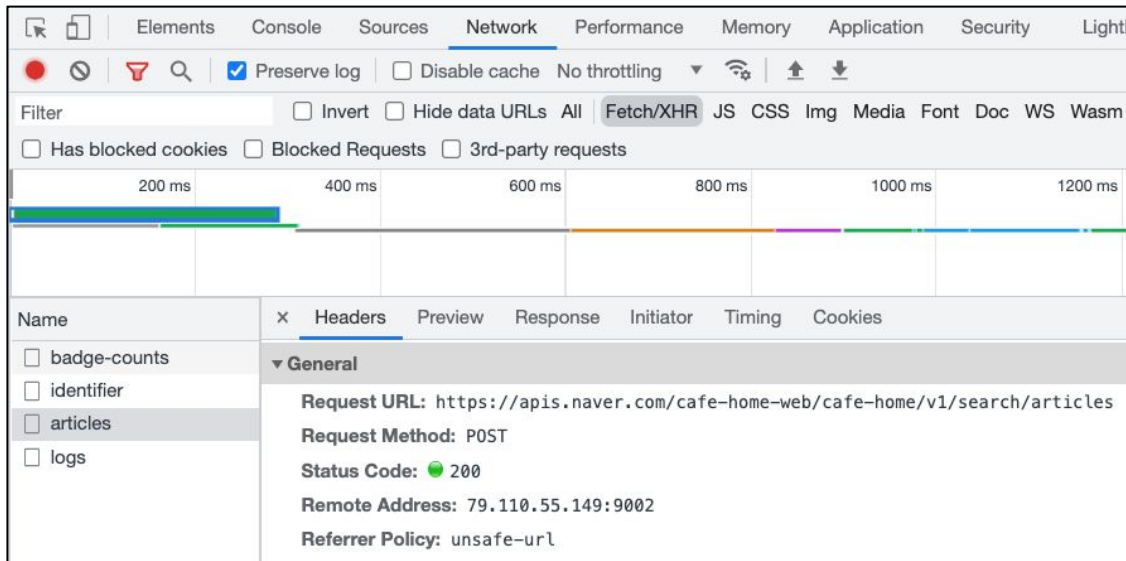 Elements Console Sources Network Performance Memory Application Security
Preserve log Disable cache No throttling
Filter Invert Hide data URLs All Fetch/XHR JS CSS Img Media Font Doc WS Wasm
Has blocked cookies Blocked Requests 3rd-party requests
200 ms 400 ms 600 ms 800 ms 1000 ms 1200 ms
Name × Headers Preview Response Initiator Timing Cookies
badge-counts
identifier
articles
logs
▼ General
Request URL: https://apis.naver.com/cafe-home-web/cafe-home/v1/search/articles
Request Method: POST
Status Code: 200
Remote Address: 79.110.55.149:9002
Referrer Policy: unsafe-url